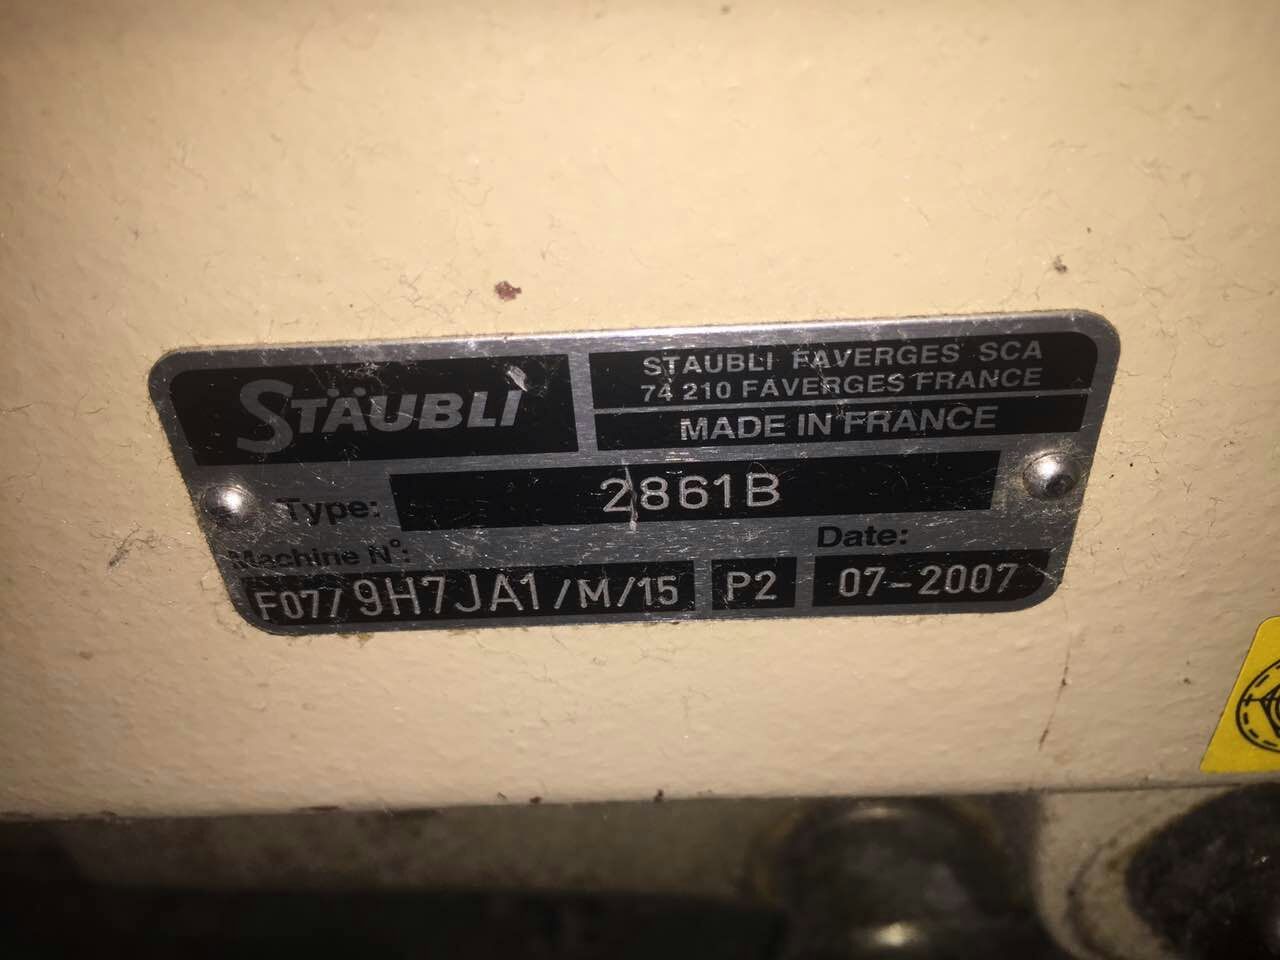 STÄUBLI
STAUBLI FAVERGES SCA
74 210 FAVERGES FRANCE
MADE IN FRANCE
Type: 2861B
Machine N°:
Date:
F07/9H7JA1/M/15 P2 07-2007